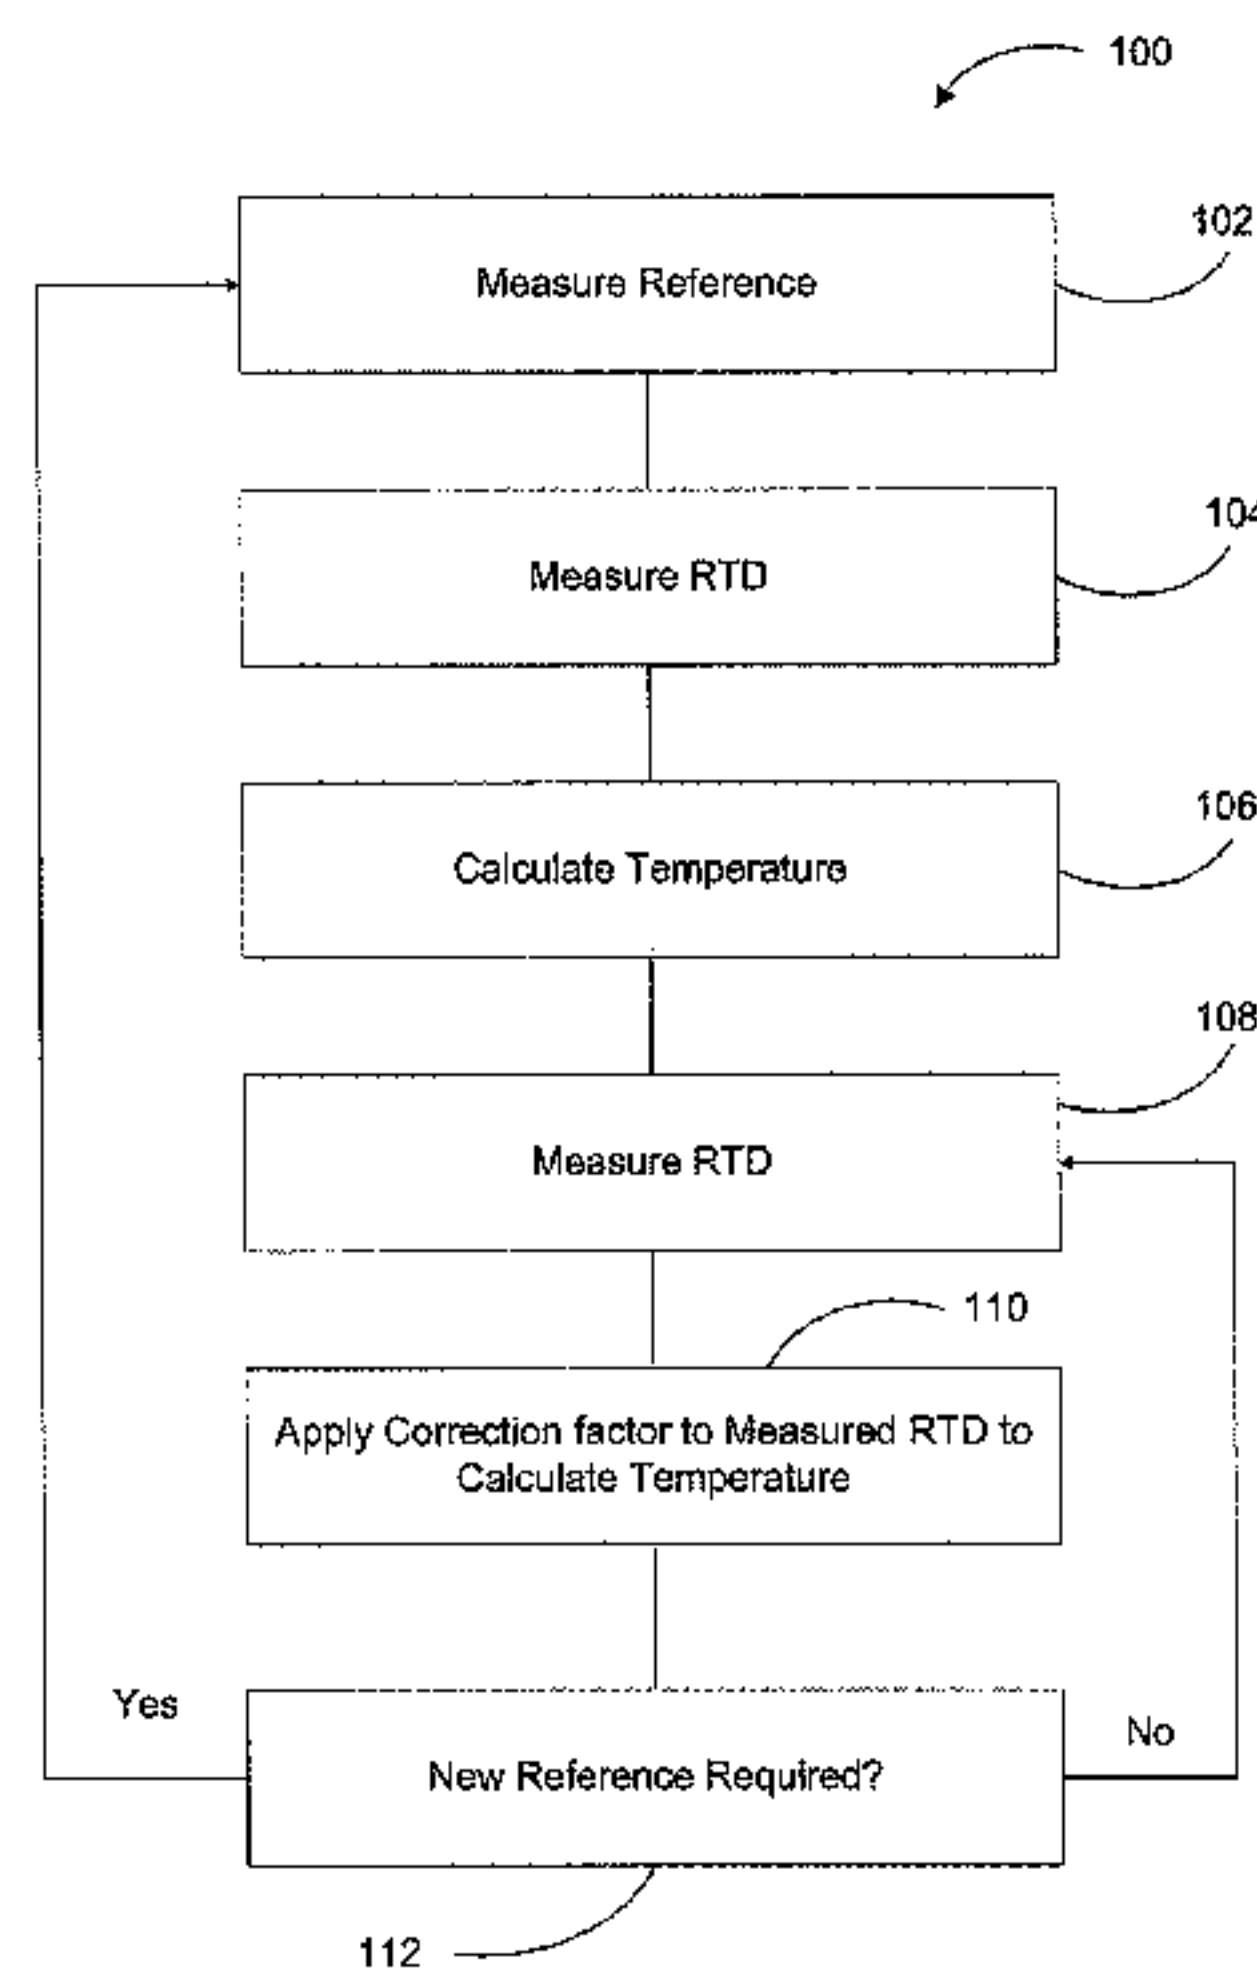 100
Measure Reference
102
Measure RTD
104
Calculate Temperature
106
Measure RTD
108
110
Apply Correction factor to Measured RTD to
Calculate Temperature
Yes
No
New Reference Required?
112